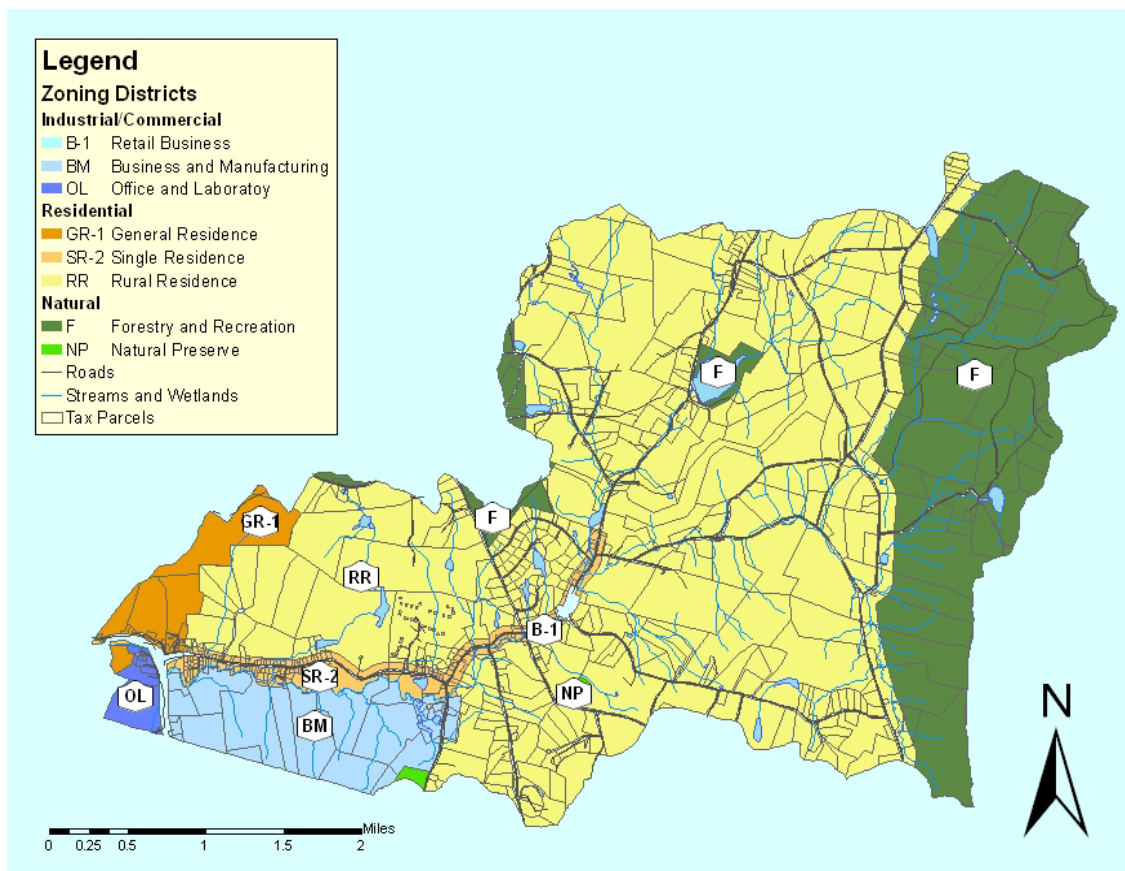 Legend
Zoning Districts
Industrial/Commercial
B-1 Retail Business
BM Business and Manufacturing
OL Office and Laboratoy
Residential
GR-1 General Residence
SR-2 Single Residence
RR Rural Residence
Natural
F Forestry and Recreation
NP Natural Preserve
Roads
Streams and Wetlands
Tax Parcels
F
F
F
GR-1
RR
B-1
SR-2
NP
OL
BM
N
Miles
0 0.25 0.5 1 1.5 2